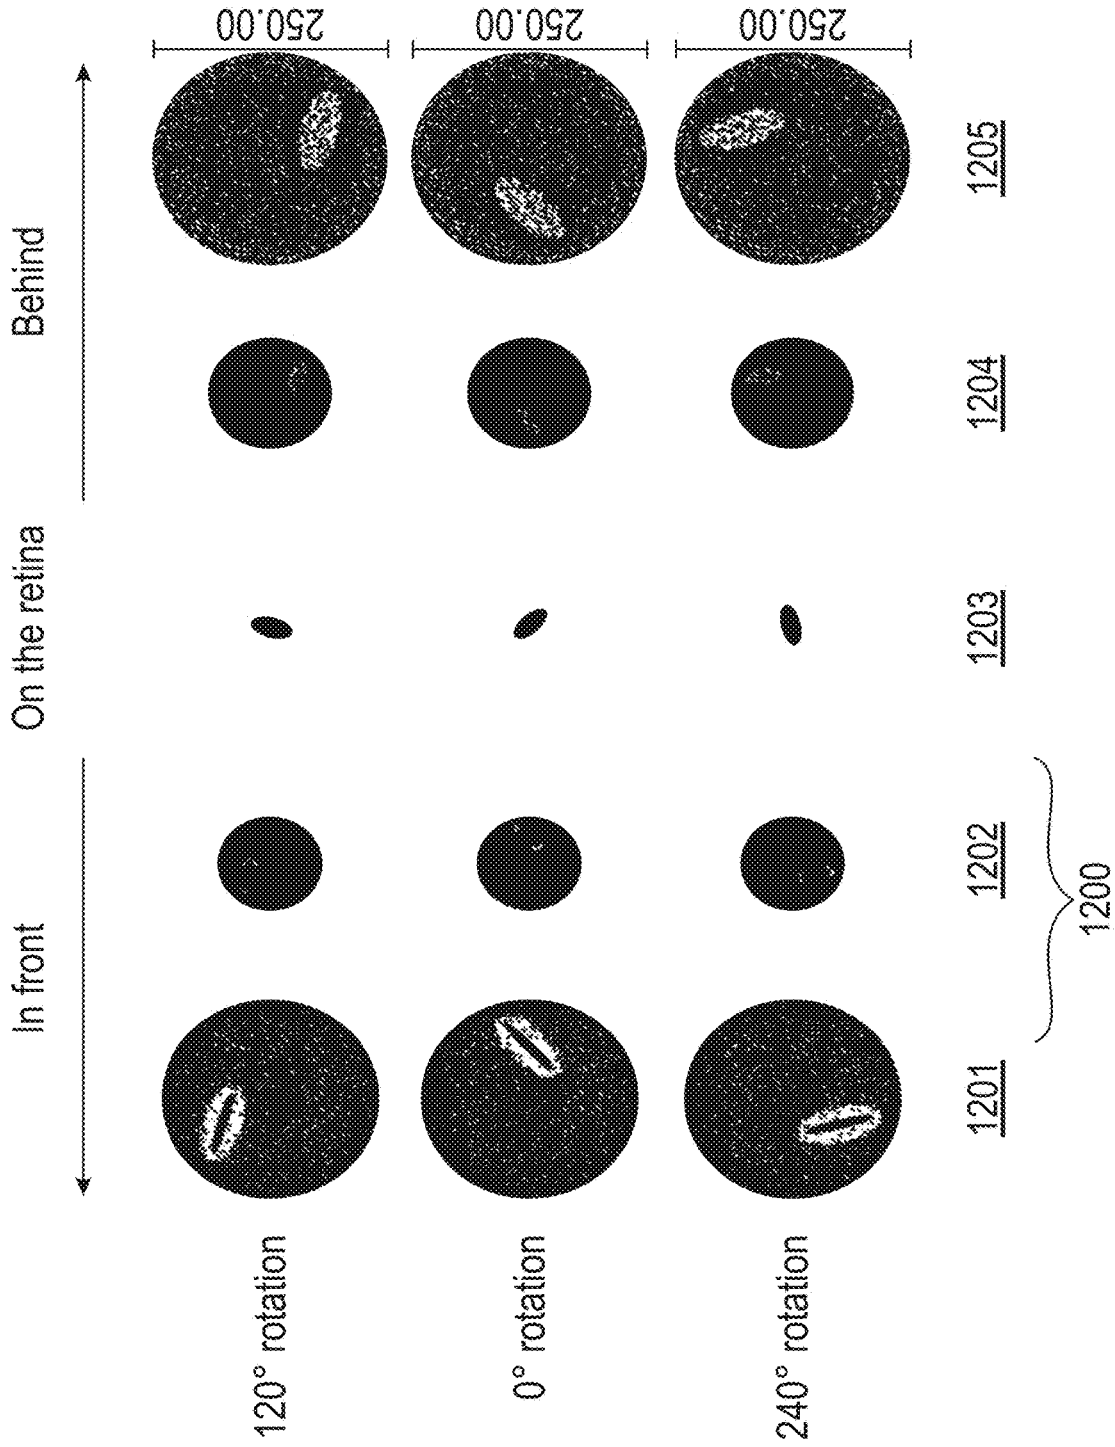 In front
On the retina
Behind
120° rotation
250.00
0° rotation
250.00
240° rotation
250.00
1201
1202
1203
1204
1205
1200